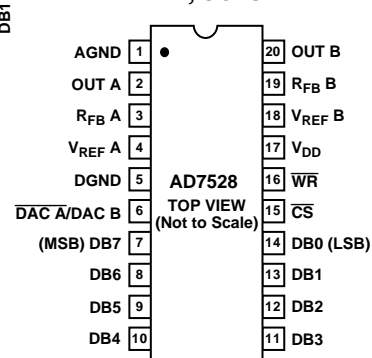 DB1
AGND 1
OUT A 2
RFB A 3
VREF A 4
DGND 5
DAC A/DAC B 6
(MSB) DB7 7
DB6 8
DB5 9
DB4 10
AD7528
TOP VIEW
(Not to Scale)
20 OUT B
19 RFB B
18 VREF B
17 VDD
16 WR
15 CS
14 DB0 (LSB)
13 DB1
12 DB2
11 DB3